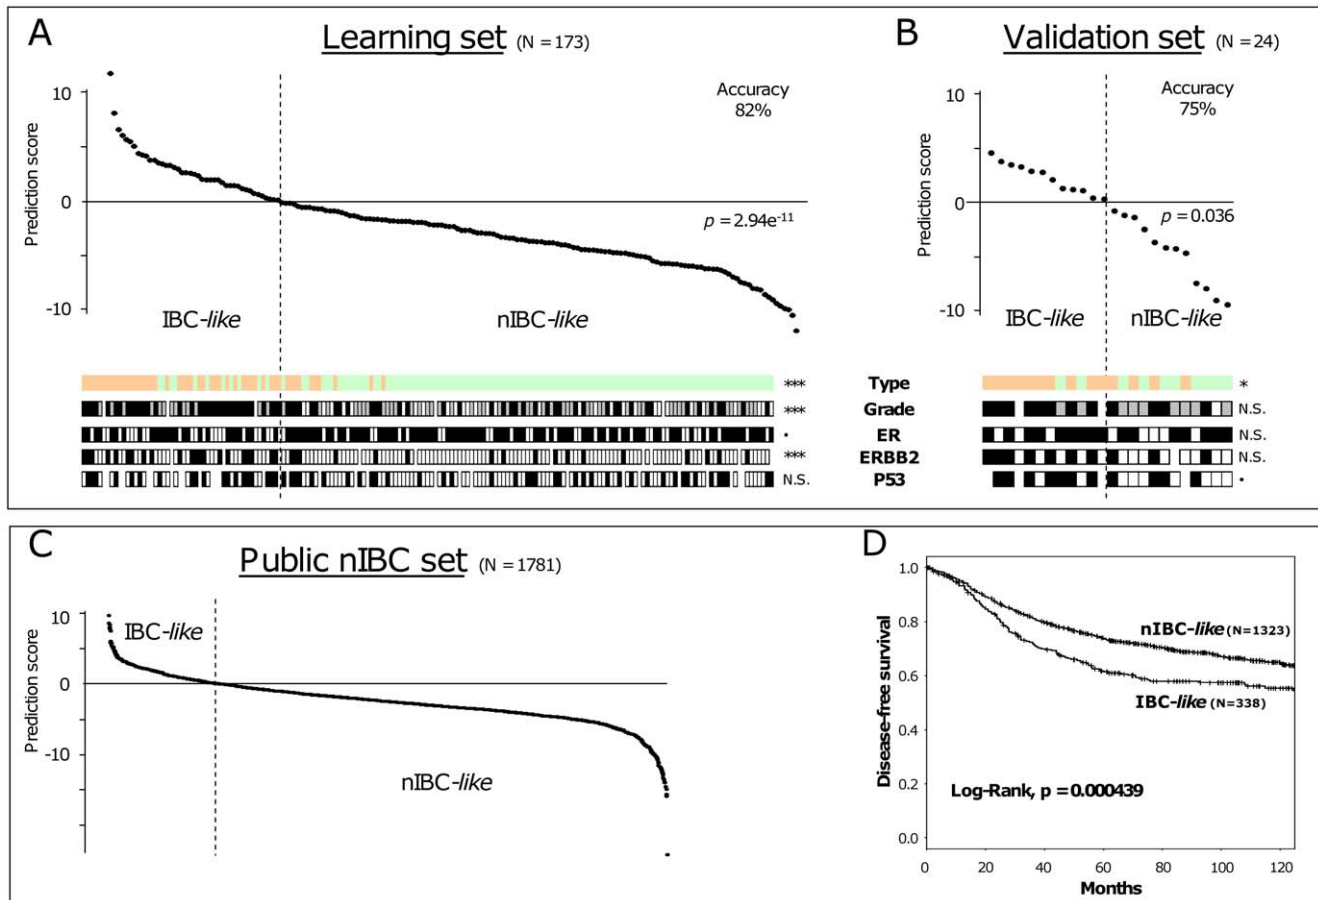 A
Learning set (N = 173)
Accuracy
82%
Prediction score
10
0
-10
p = 2.94e-11
IBC-like
nIBC-like
B
Validation set (N = 24)
Accuracy
75%
Prediction score
10
0
-10
p = 0.036
IBC-like
nIBC-like
*** Type *
*** Grade N.S.
• ER N.S.
*** ERBB2 N.S.
N.S. P53 •
C
Public nIBC set (N = 1781)
Prediction score
10
0
-10
IBC-like
nIBC-like
D
Disease-free survival
1.0
0.8
0.6
0.4
0.2
0.0
nIBC-like (N=1323)
IBC-like (N=338)
Log-Rank, p = 0.000439
0 20 40 60 80 100 120
Months